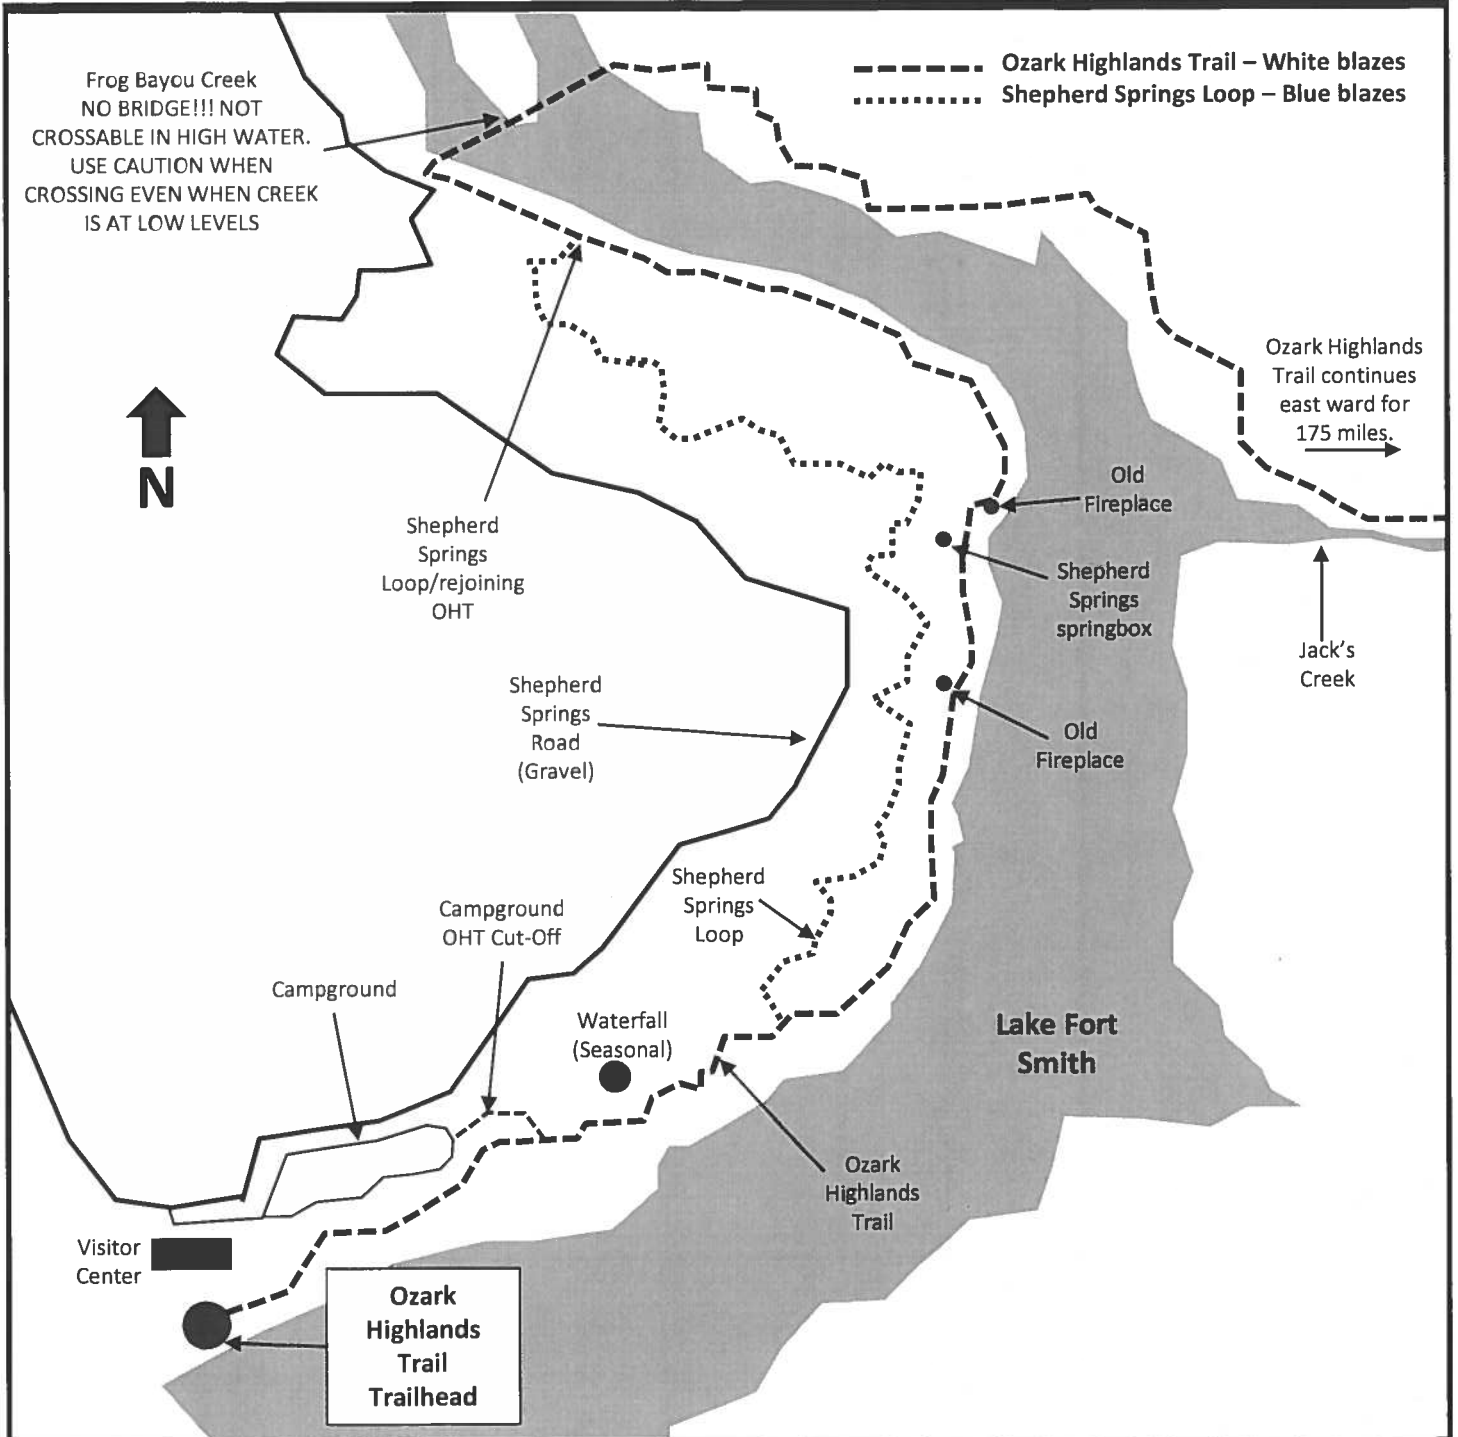 Frog Bayou Creek
NO BRIDGE!!! NOT
CROSSABLE IN HIGH WATER.
USE CAUTION WHEN
CROSSING EVEN WHEN CREEK
IS AT LOW LEVELS
Ozark Highlands Trail – White blazes
Shepherd Springs Loop – Blue blazes
Ozark Highlands
Trail continues
east ward for
175 miles.
N
Old
Fireplace
Shepherd
Springs
Loop/rejoining
OHT
Shepherd
Springs
springbox
Jack's
Creek
Shepherd
Springs
Road
(Gravel)
Old
Fireplace
Shepherd
Springs
Loop
Campground
OHT Cut-Off
Campground
Waterfall
(Seasonal)
Lake Fort
Smith
Ozark
Highlands
Trail
Visitor
Center
Ozark
Highlands
Trail
Trailhead